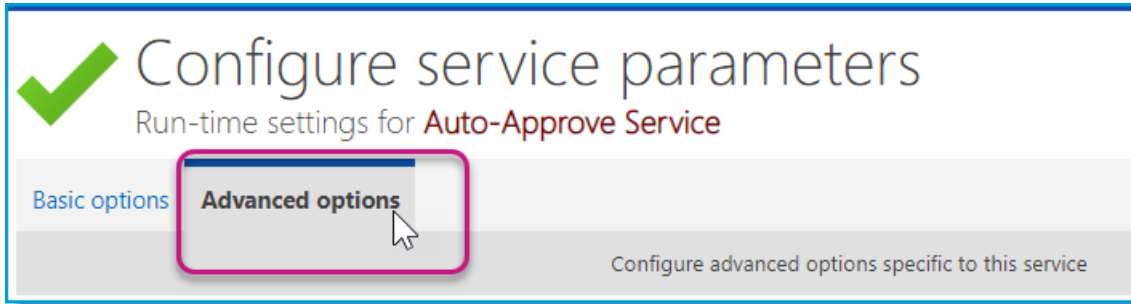 Configure service parameters
Run-time settings for Auto-Approve Service
Basic options Advanced options
Configure advanced options specific to this service